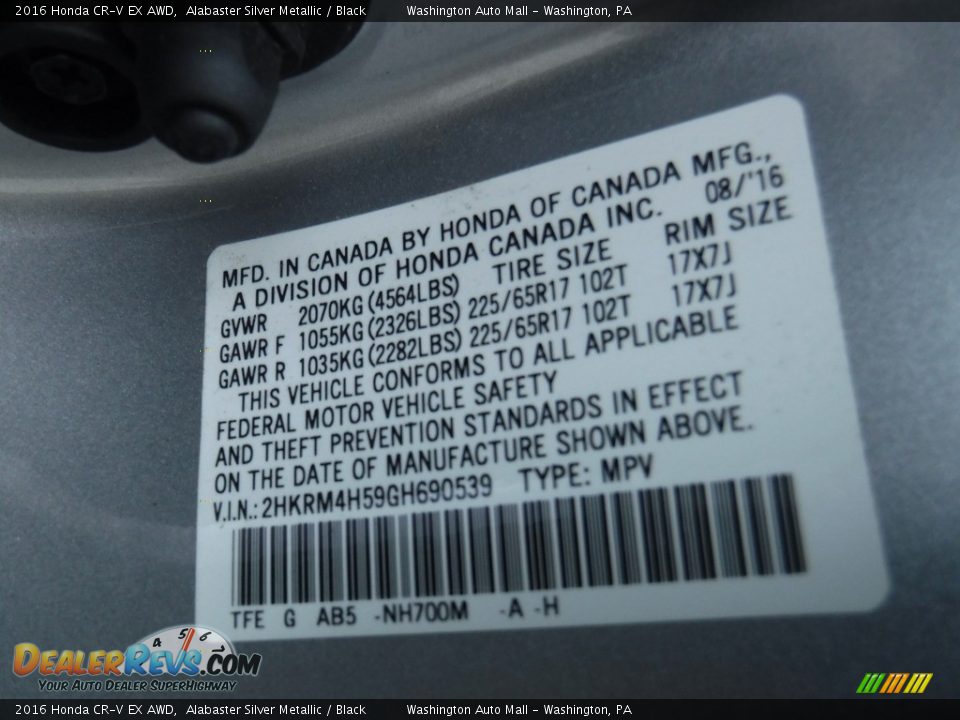 2016 Honda CR-V EX AWD, Alabaster Silver Metallic / Black Washington Auto Mall - Washington, PA
MFD. IN CANADA BY HONDA OF CANADA MFG.,
A DIVISION OF HONDA CANADA INC. 08/'16
GVWR 2070KG(4564LBS) TIRE SIZE RIM SIZE
GAWR F 1055KG(2326LBS) 225/65R17 102T 17X7J
GAWR R 1035KG(2282LBS) 225/65R17 102T 17X7J
THIS VEHICLE CONFORMS TO ALL APPLICABLE
FEDERAL MOTOR VEHICLE SAFETY
AND THEFT PREVENTION STANDARDS IN EFFECT
ON THE DATE OF MANUFACTURE SHOWN ABOVE.
V.I.N.: 2HKRM4H59GH690539 TYPE: MPV
TFE G AB5 -NH700M -A -H
4 5 6
DEALERREVS.COM
YOUR AUTO DEALER SUPERHIGHWAY
2016 Honda CR-V EX AWD, Alabaster Silver Metallic / Black Washington Auto Mall - Washington, PA